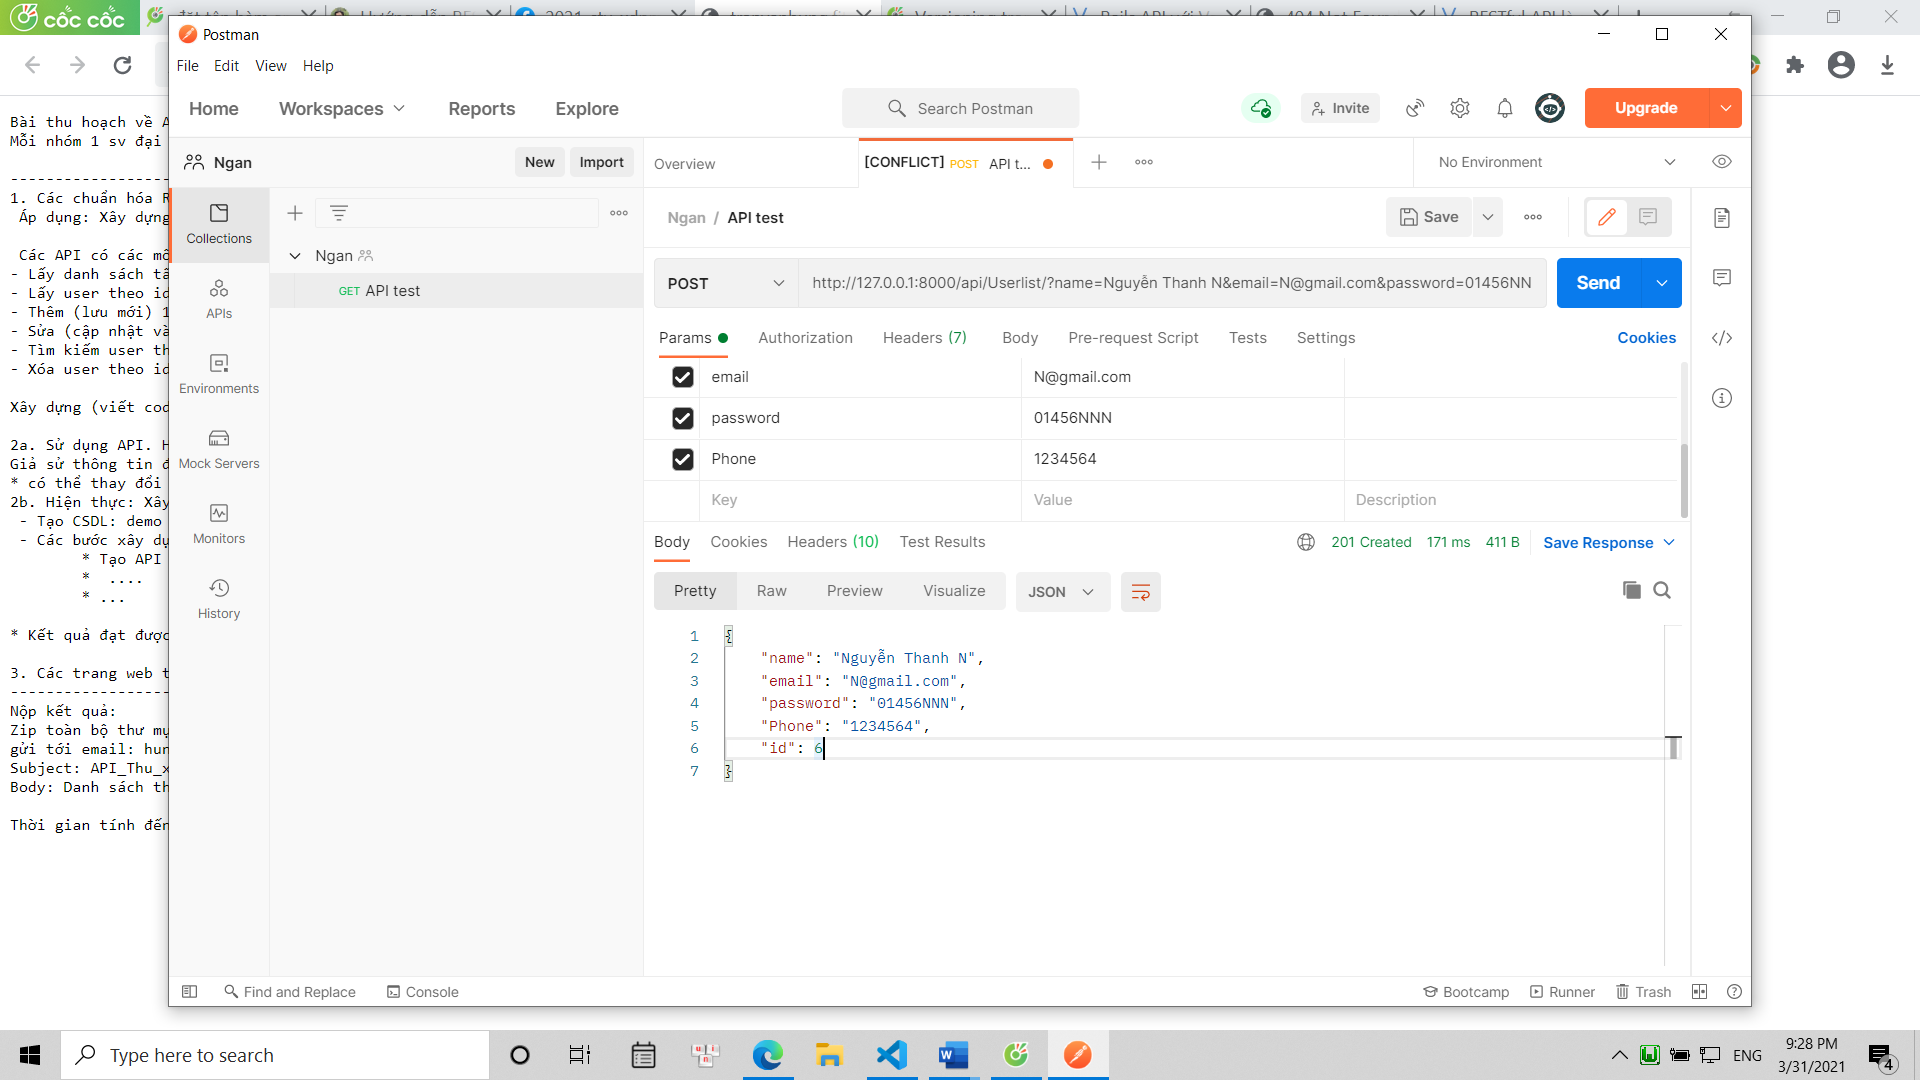 cốc cốc
Postman
File Edit View Help
Home Workspaces Reports Explore Search Postman Invite Upgrade
Bài thu hoạch về A
Mỗi nhóm 1 sv đại
--------------------
1. Các chuẩn hóa R
Áp dụng: Xây dựng
Các API có các mô
- Lấy danh sách tấ
- Lấy user theo id
- Thêm (lưu mới) 1
- Sửa (cập nhật và
- Tìm kiếm user th
- Xóa user theo id
Xây dựng (viết cod
2a. Sử dụng API. H
Giả sử thông tin đ
* có thể thay đổi
2b. Hiện thực: Xây
- Tạo CSDL: demo
- Các bước xây dự
* Tạo API
* ....
* ...
* Kết quả đạt được
3. Các trang web t
--------------------
Nộp kết quả:
Zip toàn bộ thư mụ
gửi tới email: hun
Subject: API_Thu_x
Body: Danh sách th
Thời gian tính đến
Ngan New Import
Collections
APIs
Environments
Mock Servers
Monitors
History
Ngan
GET API test
Overview [CONFLICT] POST API t... No Environment
Ngan / API test Save
POST http://127.0.0.1:8000/api/Userlist/?name=Nguyễn Thanh N&email=N@gmail.com&password=01456NN Send
Params Authorization Headers (7) Body Pre-request Script Tests Settings Cookies
email N@gmail.com
password 01456NNN
Phone 1234564
Key Value Description
Body Cookies Headers (10) Test Results 201 Created 171 ms 411 B Save Response
Pretty Raw Preview Visualize JSON
1 {
2 "name": "Nguyễn Thanh N",
3 "email": "N@gmail.com",
4 "password": "01456NNN",
5 "Phone": "1234564",
6 "id": 6
7 }
Find and Replace Console Bootcamp Runner Trash
Type here to search ENG 9:28 PM
3/31/2021 4